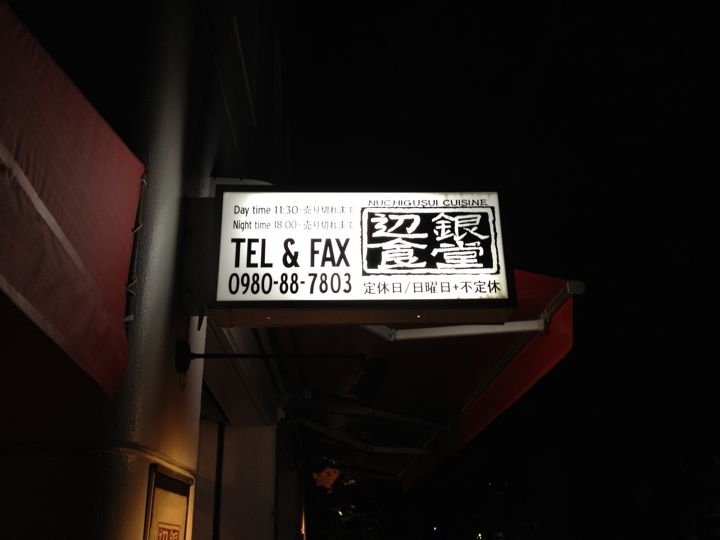 Day time 11:30-売り切れまで
Night time 18:00-売り切れまで
TEL & FAX
0980-88-7803
NUCHIGUSUI CUISINE
辺銀
食堂
定休日/日曜日+不定休
辺銀